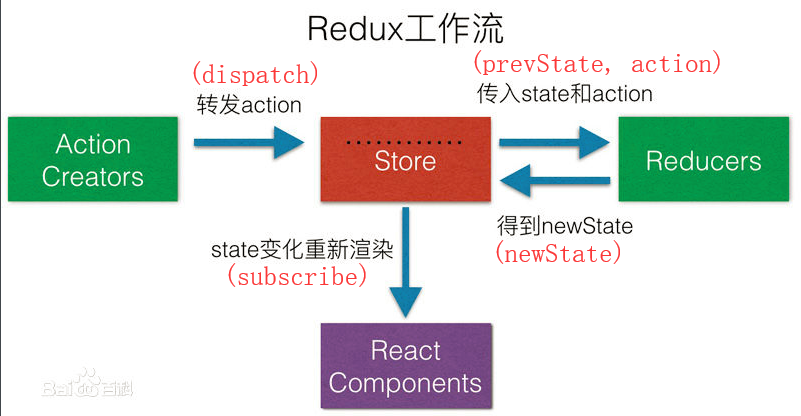 Redux工作流
(dispatch)
转发action
(prevState, action)
传入state和action
Action
Creators
............
Store
Reducers
得到newState
(newState)
state变化重新渲染
(subscribe)
React
Components
Bai百科